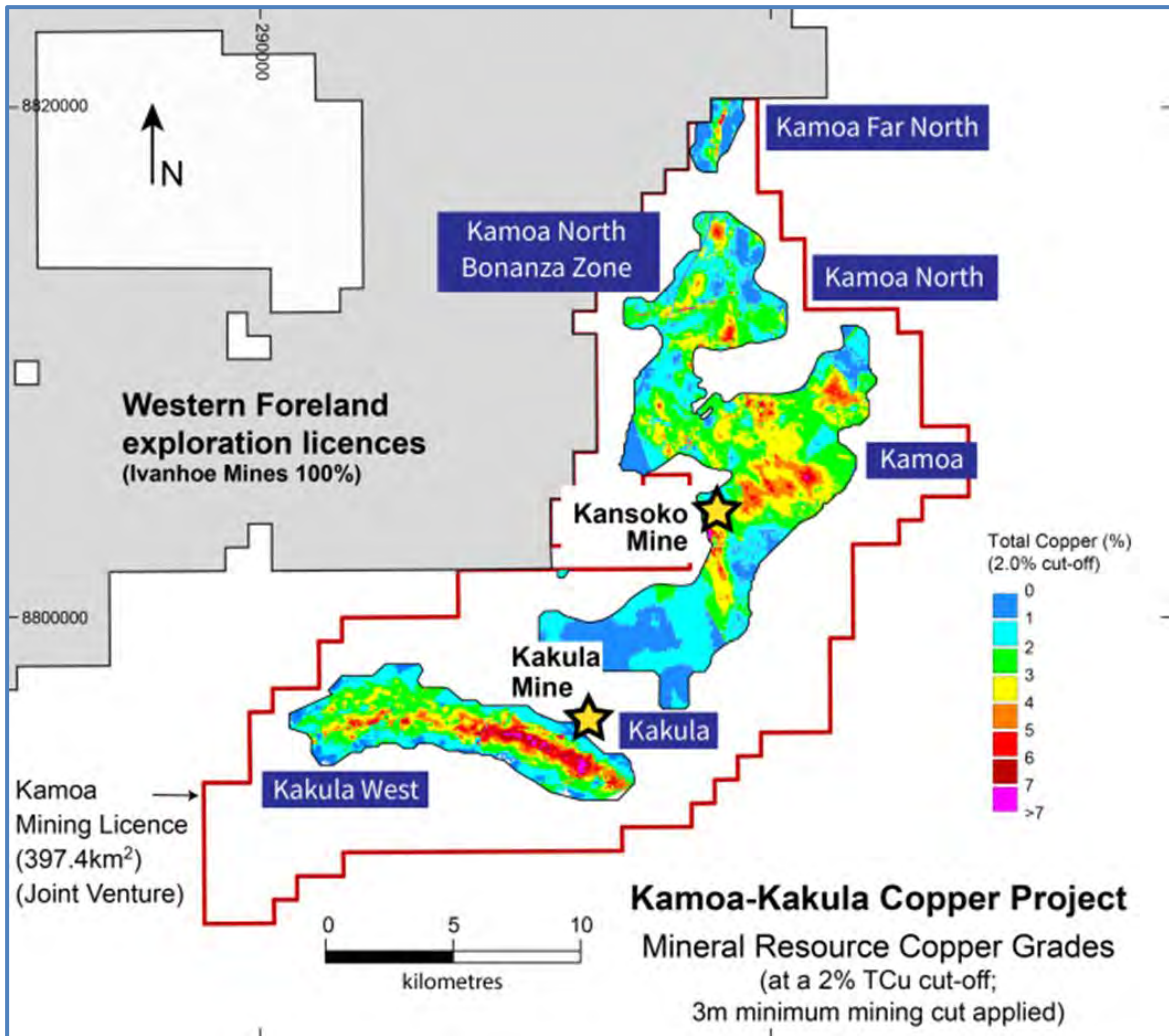 290000
8820000
N
Kamoa Far North
Kamoa North
Bonanza Zone
Kamoa North
Western Foreland
exploration licences
(Ivanhoe Mines 100%)
Kamoa
Kansoko
Mine
Total Copper (%)
(2.0% cut-off)
0
1
2
3
4
5
6
7
>7
8800000
Kakula
Mine
Kakula
Kakula West
Kamoa
Mining Licence
(397.4km²)
(Joint Venture)
0 5 10
kilometres
Kamoa-Kakula Copper Project
Mineral Resource Copper Grades
(at a 2% TCu cut-off;
3m minimum mining cut applied)